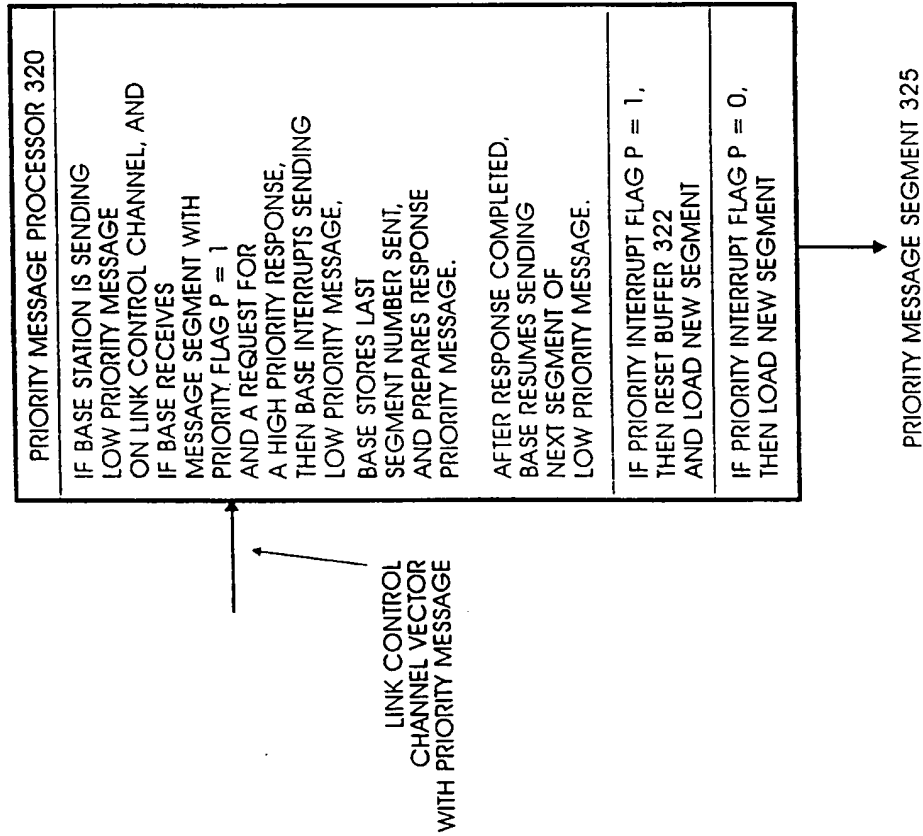 PRIORITY MESSAGE PROCESSOR 320
IF BASE STATION IS SENDING
LOW PRIORITY MESSAGE
ON LINK CONTROL CHANNEL, AND
IF BASE RECEIVES
MESSAGE SEGMENT WITH
PRIORITY FLAG P = 1
AND A REQUEST FOR
A HIGH PRIORITY RESPONSE,
THEN BASE INTERRUPTS SENDING
LOW PRIORITY MESSAGE,
BASE STORES LAST
SEGMENT NUMBER SENT,
AND PREPARES RESPONSE
PRIORITY MESSAGE.
AFTER RESPONSE COMPLETED,
BASE RESUMES SENDING
NEXT SEGMENT OF
LOW PRIORITY MESSAGE.
IF PRIORITY INTERRUPT FLAG P = 1,
THEN RESET BUFFER 322
AND LOAD NEW SEGMENT
IF PRIORITY INTERRUPT FLAG P = 0,
THEN LOAD NEW SEGMENT
LINK CONTROL
CHANNEL VECTOR
WITH PRIORITY MESSAGE
PRIORITY MESSAGE SEGMENT 325